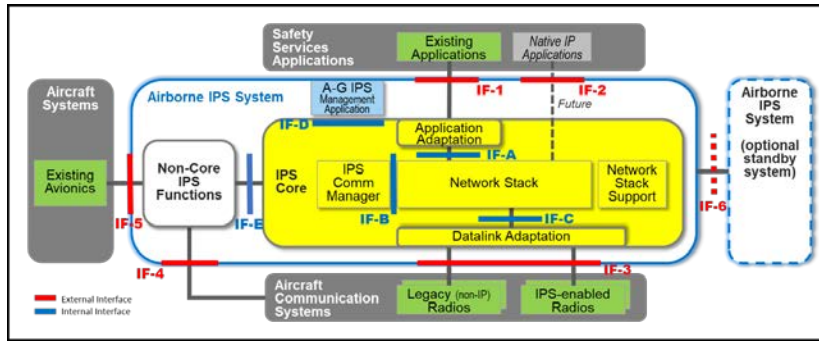 Safety
Services
Applications
Existing
Applications
Native IP
Applications
Aircraft
Systems
Airborne IPS System
A-G IPS
Management
Application
IF-1
IF-2
Future
Airborne
IPS
System
(optional
standby
system)
IF-D
Application
Adaptation
IF-A
Existing
Avionics
Non-Core
IPS
Functions
IPS
Core
IPS
Comm
Manager
Network Stack
Network
Stack
Support
IF-5
IF-E
IF-B
IF-C
IF-6
Datalink Adaptation
IF-4
IF-3
Aircraft
Communication
Systems
Legacy (non-IP)
Radios
IPS-enabled
Radios
External Interface
Internal Interface